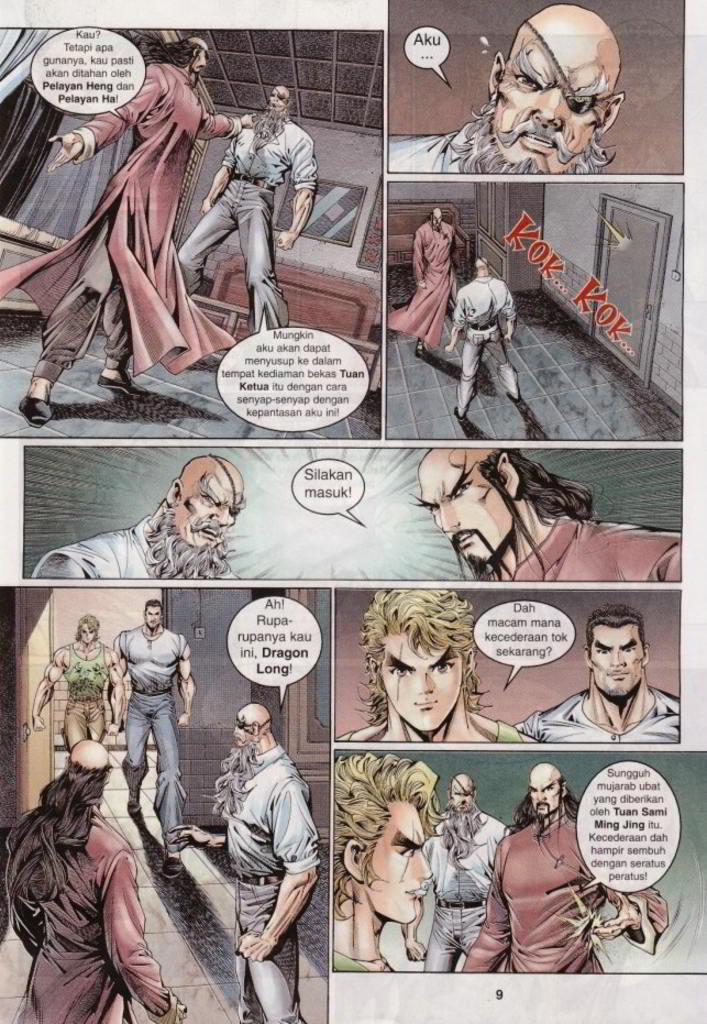 Kau?
Tetapi apa
gunanya, kau pasti
akan ditahan oleh
Pelayan Heng dan
Pelayan Ha!
Mungkin
aku akan dapat
menyusup ke dalam
tempat kediaman bekas Tuan
Ketua itu dengan cara
senyap-senyap dengan
kepantasan aku ini!
Aku
...
KOK...KOK...
Silakan
masuk!
Ah!
Rupa-
rupanya kau
ini, Dragon
Long!
Dah
macam mana
kecederaan tok
sekarang?
Sungguh
mujarab ubat
yang diberikan
oleh Tuan Sami
Ming Jing itu.
Kecederaan dah
hampir sembuh
dengan seratus
peratus!
9